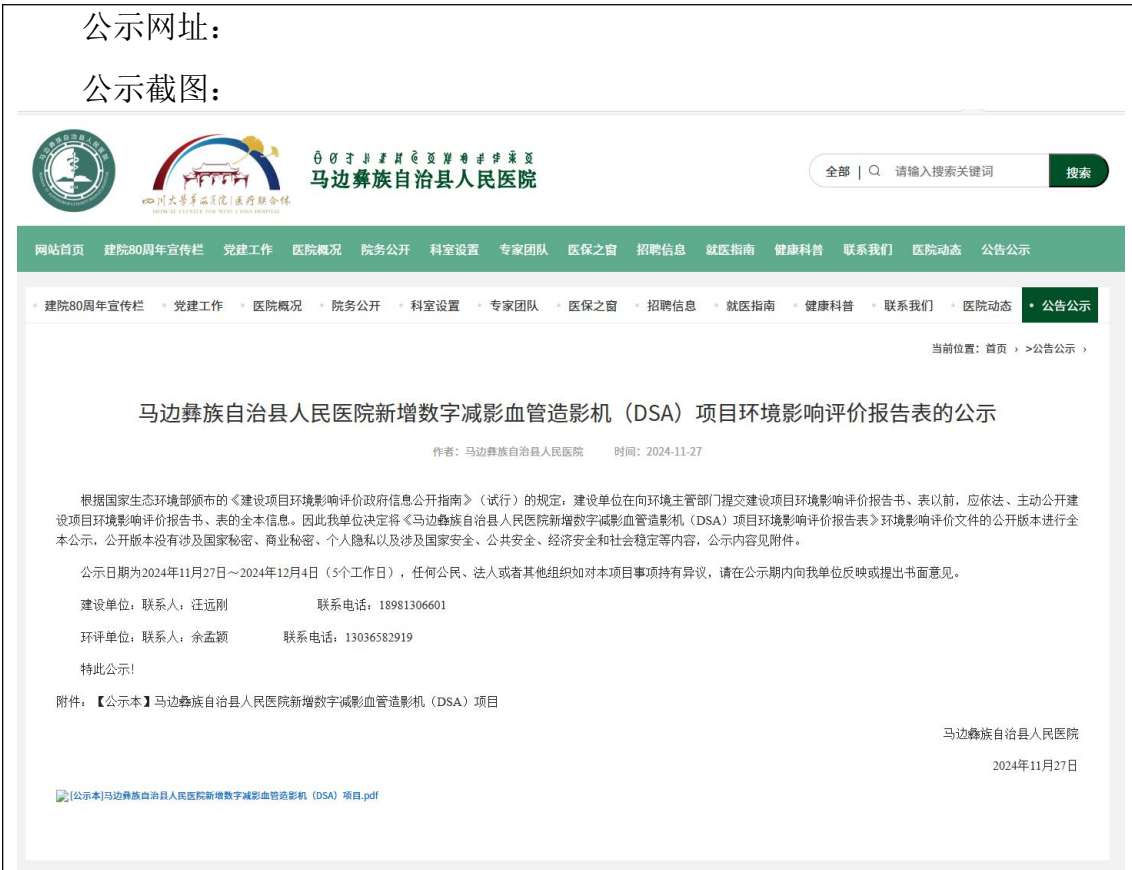 公示网址：
公示截图：
四川大学华西医院|医疗联合体
马边彝族自治县人民医院
全部 | 请输入搜索关键词 搜索
网站首页 建院80周年宣传栏 党建工作 医院概况 院务公开 科室设置 专家团队 医保之窗 招聘信息 就医指南 健康科普 联系我们 医院动态 公告公示
建院80周年宣传栏 党建工作 医院概况 院务公开 科室设置 专家团队 医保之窗 招聘信息 就医指南 健康科普 联系我们 医院动态 公告公示
当前位置：首页 › >公告公示 ›
马边彝族自治县人民医院新增数字减影血管造影机（DSA）项目环境影响评价报告表的公示
作者：马边彝族自治县人民医院 时间：2024-11-27
根据国家生态环境部颁布的《建设项目环境影响评价政府信息公开指南》（试行）的规定；建设单位在向环境主管部门提交建设项目环境影响评价报告书、表以前，应依法、主动公开建
设项目环境影响评价报告书、表的全本信息。因此我单位决定将《马边彝族自治县人民医院新增数字减影血管造影机（DSA）项目环境影响评价报告表》环境影响评价文件的公开版本进行全
本公示，公开版本没有涉及国家秘密、商业秘密、个人隐私以及涉及国家安全、公共安全、经济安全和社会稳定等内容，公示内容见附件。
公示日期为2024年11月27日～2024年12月4日（5个工作日），任何公民、法人或者其他组织如对本项目事项持有异议，请在公示期内向我单位反映或提出书面意见。
建设单位：联系人：汪远刚 联系电话：18981306601
环评单位：联系人：余孟颖 联系电话：13036582919
特此公示！
附件：【公示本】马边彝族自治县人民医院新增数字减影血管造影机（DSA）项目
马边彝族自治县人民医院
2024年11月27日
[公示本]马边彝族自治县人民医院新增数字减影血管造影机（DSA）项目.pdf